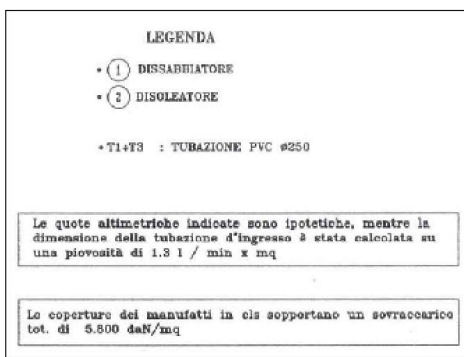 LEGENDA
• 1 DISSABBIATORE
• 2 DISOLEATORE
• T1+T3 : TUBAZIONE PVC ø250
Le quote altimetriche indicate sono ipotetiche, mentre la
dimensione della tubazione d'ingresso è stata calcolata su
una piovosità di 1.3 l / min x mq
Le coperture dei manufatti in cls sopportano un sovraccarico
tot. di 5.800 daN/mq